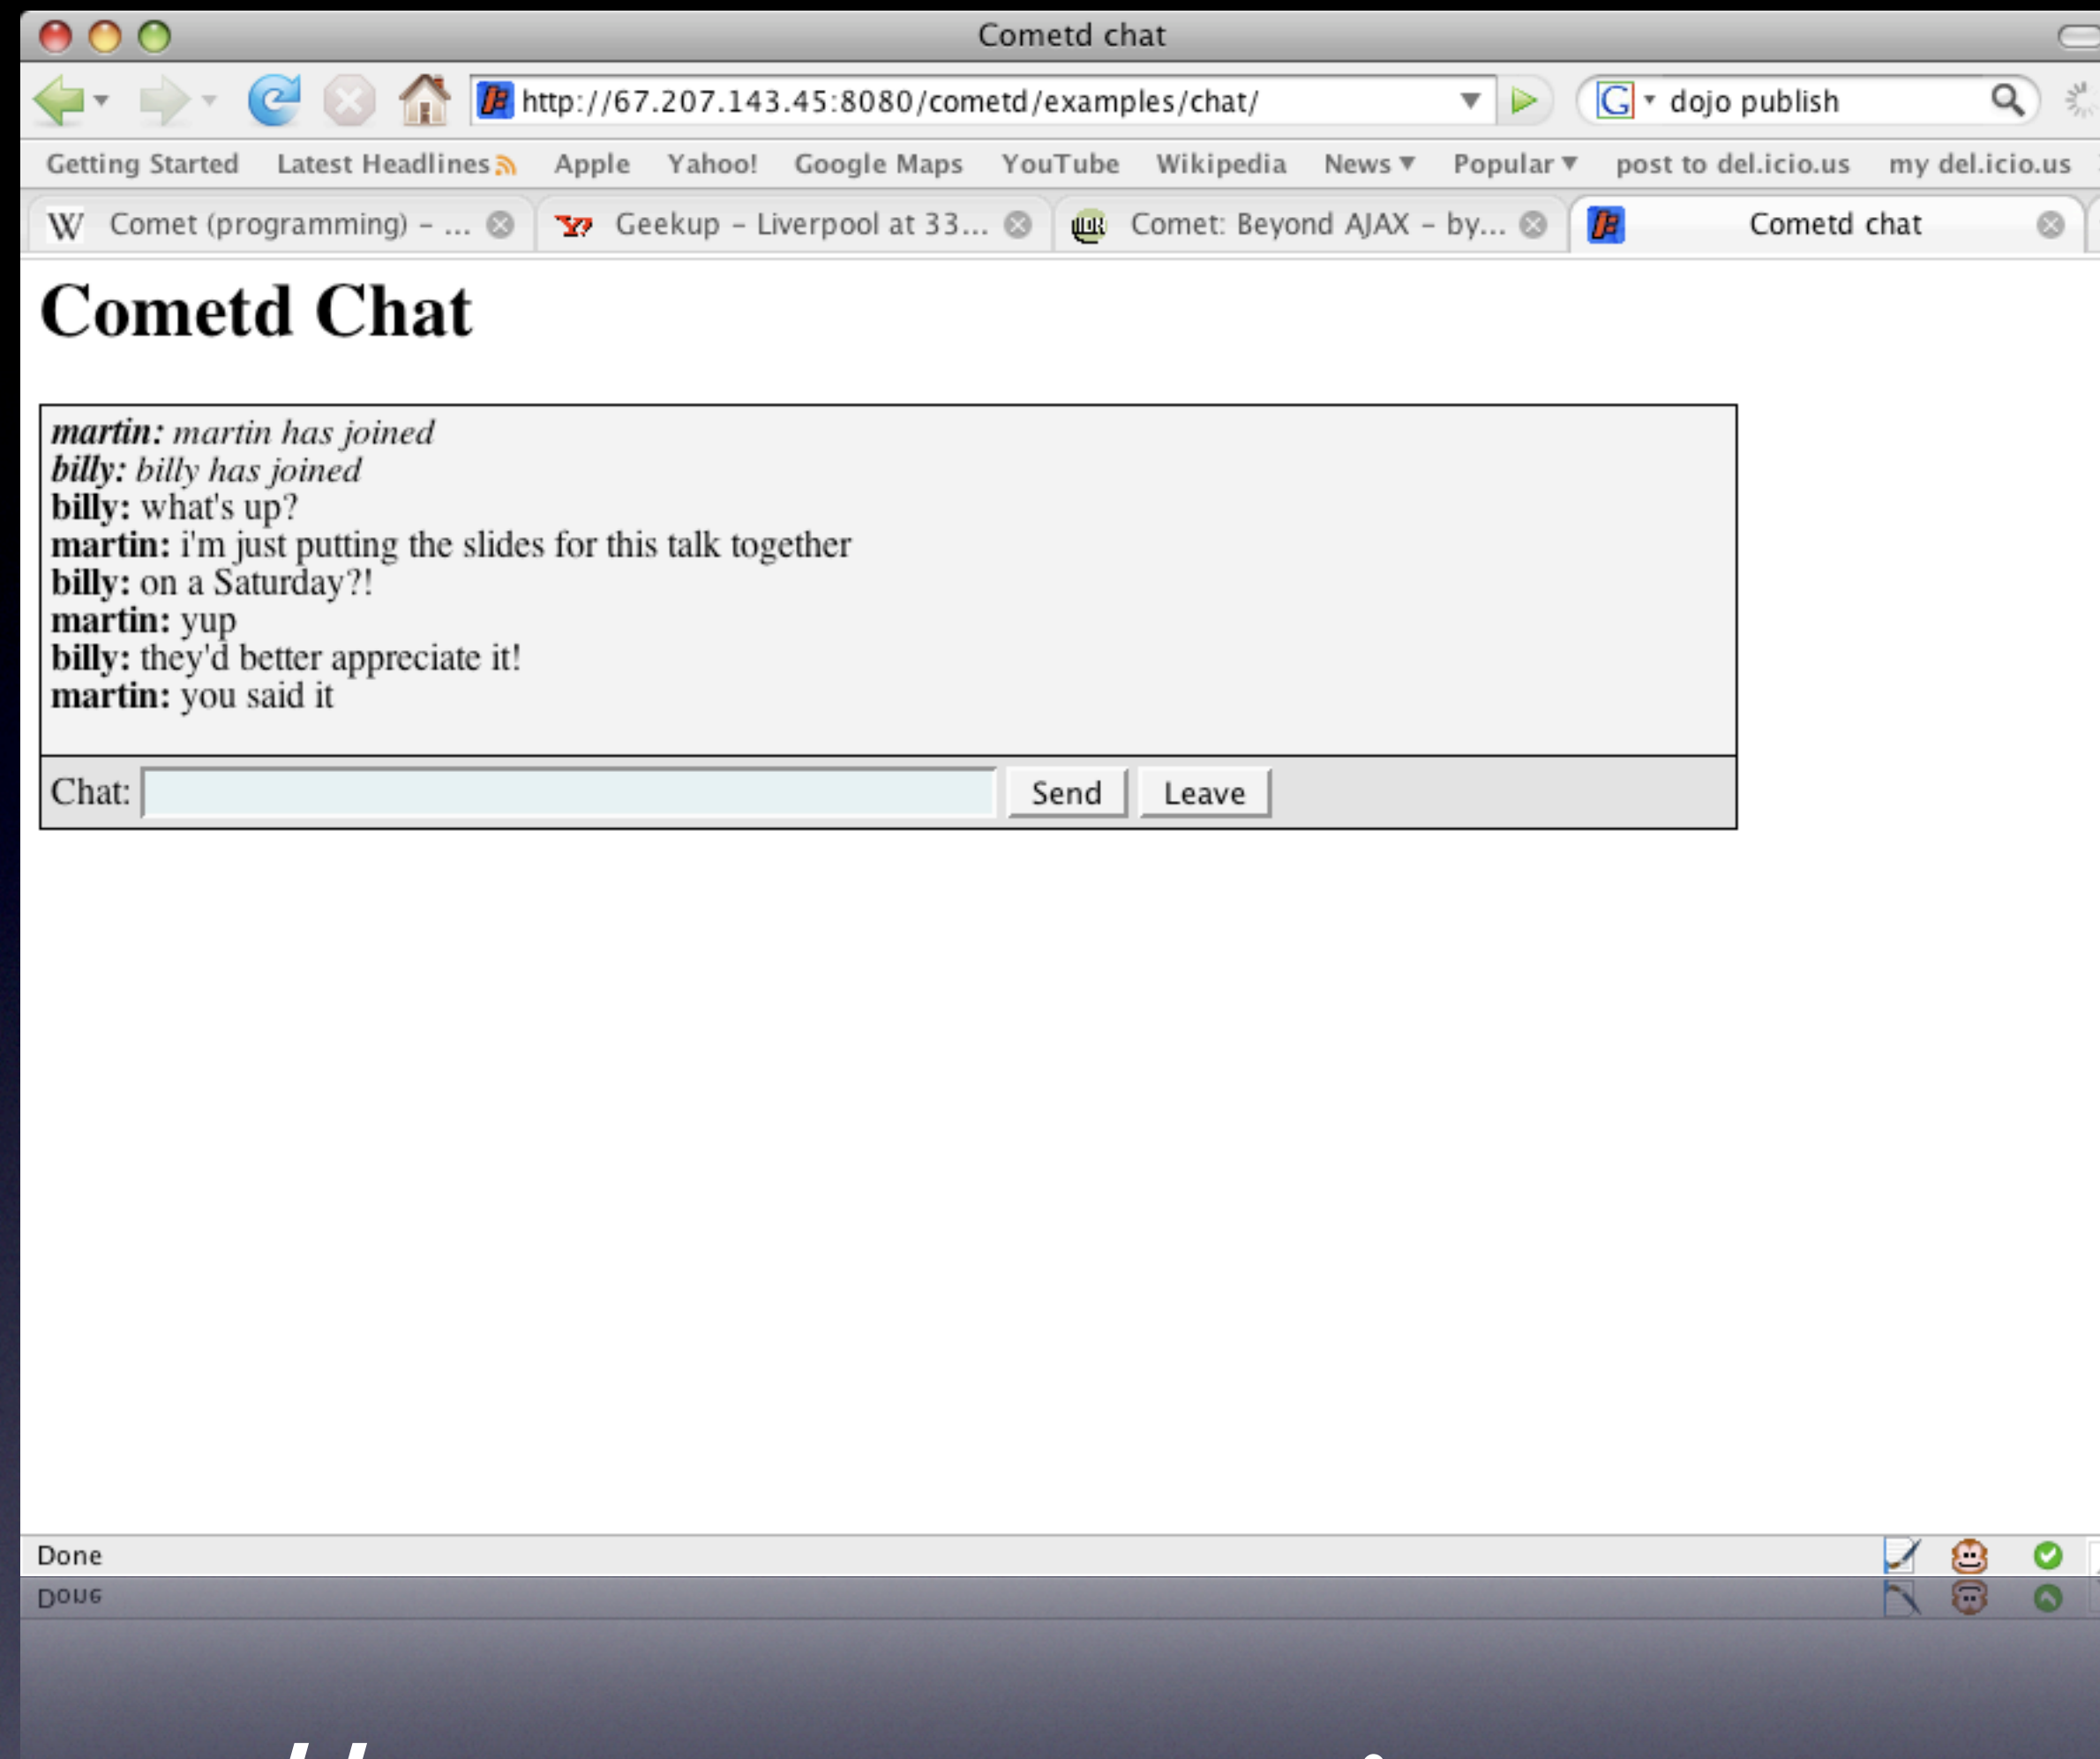 Cometd chat
http://67.207.143.45:8080/cometd/examples/chat/
G dojo publish
Getting Started Latest Headlines Apple Yahoo! Google Maps YouTube Wikipedia News Popular post to del.icio.us my del.icio.us
W Comet (programming) – ... Y? Geekup – Liverpool at 33... Comet: Beyond AJAX – by... Cometd chat
Cometd Chat
martin: martin has joined
billy: billy has joined
billy: what's up?
martin: i'm just putting the slides for this talk together
billy: on a Saturday?!
martin: yup
billy: they'd better appreciate it!
martin: you said it
Chat: Send Leave
Done